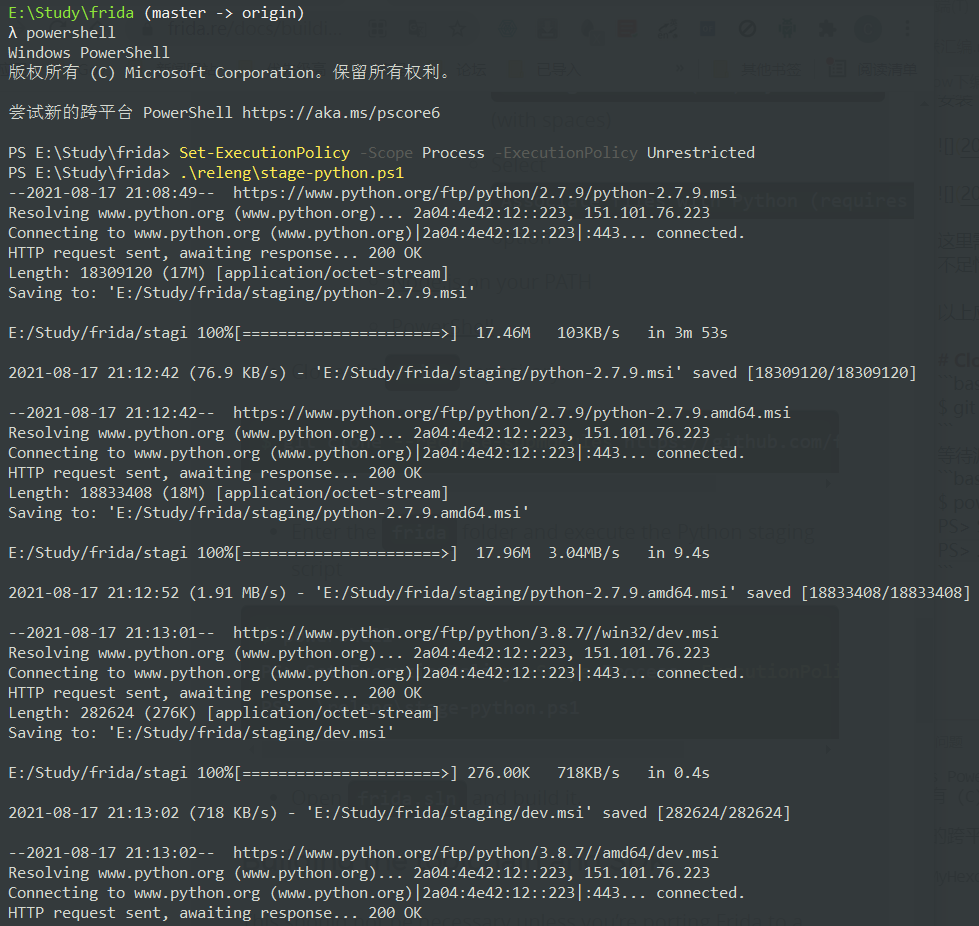 E:\Study\frida (master -> origin)
λ powershell
Windows PowerShell
版权所有 (C) Microsoft Corporation。保留所有权利。
尝试新的跨平台 PowerShell https://aka.ms/pscore6
PS E:\Study\frida> Set-ExecutionPolicy -Scope Process -ExecutionPolicy Unrestricted
PS E:\Study\frida> .\releng\stage-python.ps1
--2021-08-17 21:08:49--  https://www.python.org/ftp/python/2.7.9/python-2.7.9.msi
Resolving www.python.org (www.python.org)... 2a04:4e42:12::223, 151.101.76.223
Connecting to www.python.org (www.python.org)|2a04:4e42:12::223|:443... connected.
HTTP request sent, awaiting response... 200 OK
Length: 18309120 (17M) [application/octet-stream]
Saving to: 'E:/Study/frida/staging/python-2.7.9.msi'
E:/Study/frida/stagi 100%[======================>]  17.46M   103KB/s   in 3m 53s
2021-08-17 21:12:42 (76.9 KB/s) - 'E:/Study/frida/staging/python-2.7.9.msi' saved [18309120/18309120]
--2021-08-17 21:12:42--  https://www.python.org/ftp/python/2.7.9/python-2.7.9.amd64.msi
Resolving www.python.org (www.python.org)... 2a04:4e42:12::223, 151.101.76.223
Connecting to www.python.org (www.python.org)|2a04:4e42:12::223|:443... connected.
HTTP request sent, awaiting response... 200 OK
Length: 18833408 (18M) [application/octet-stream]
Saving to: 'E:/Study/frida/staging/python-2.7.9.amd64.msi'
E:/Study/frida/stagi 100%[======================>]  17.96M  3.04MB/s   in 9.4s
2021-08-17 21:12:52 (1.91 MB/s) - 'E:/Study/frida/staging/python-2.7.9.amd64.msi' saved [18833408/18833408]
--2021-08-17 21:13:01--  https://www.python.org/ftp/python/3.8.7//win32/dev.msi
Resolving www.python.org (www.python.org)... 2a04:4e42:12::223, 151.101.76.223
Connecting to www.python.org (www.python.org)|2a04:4e42:12::223|:443... connected.
HTTP request sent, awaiting response... 200 OK
Length: 282624 (276K) [application/octet-stream]
Saving to: 'E:/Study/frida/staging/dev.msi'
E:/Study/frida/stagi 100%[======================>] 276.00K   718KB/s   in 0.4s
2021-08-17 21:13:02 (718 KB/s) - 'E:/Study/frida/staging/dev.msi' saved [282624/282624]
--2021-08-17 21:13:02--  https://www.python.org/ftp/python/3.8.7//amd64/dev.msi
Resolving www.python.org (www.python.org)... 2a04:4e42:12::223, 151.101.76.223
Connecting to www.python.org (www.python.org)|2a04:4e42:12::223|:443... connected.
HTTP request sent, awaiting response... 200 OK